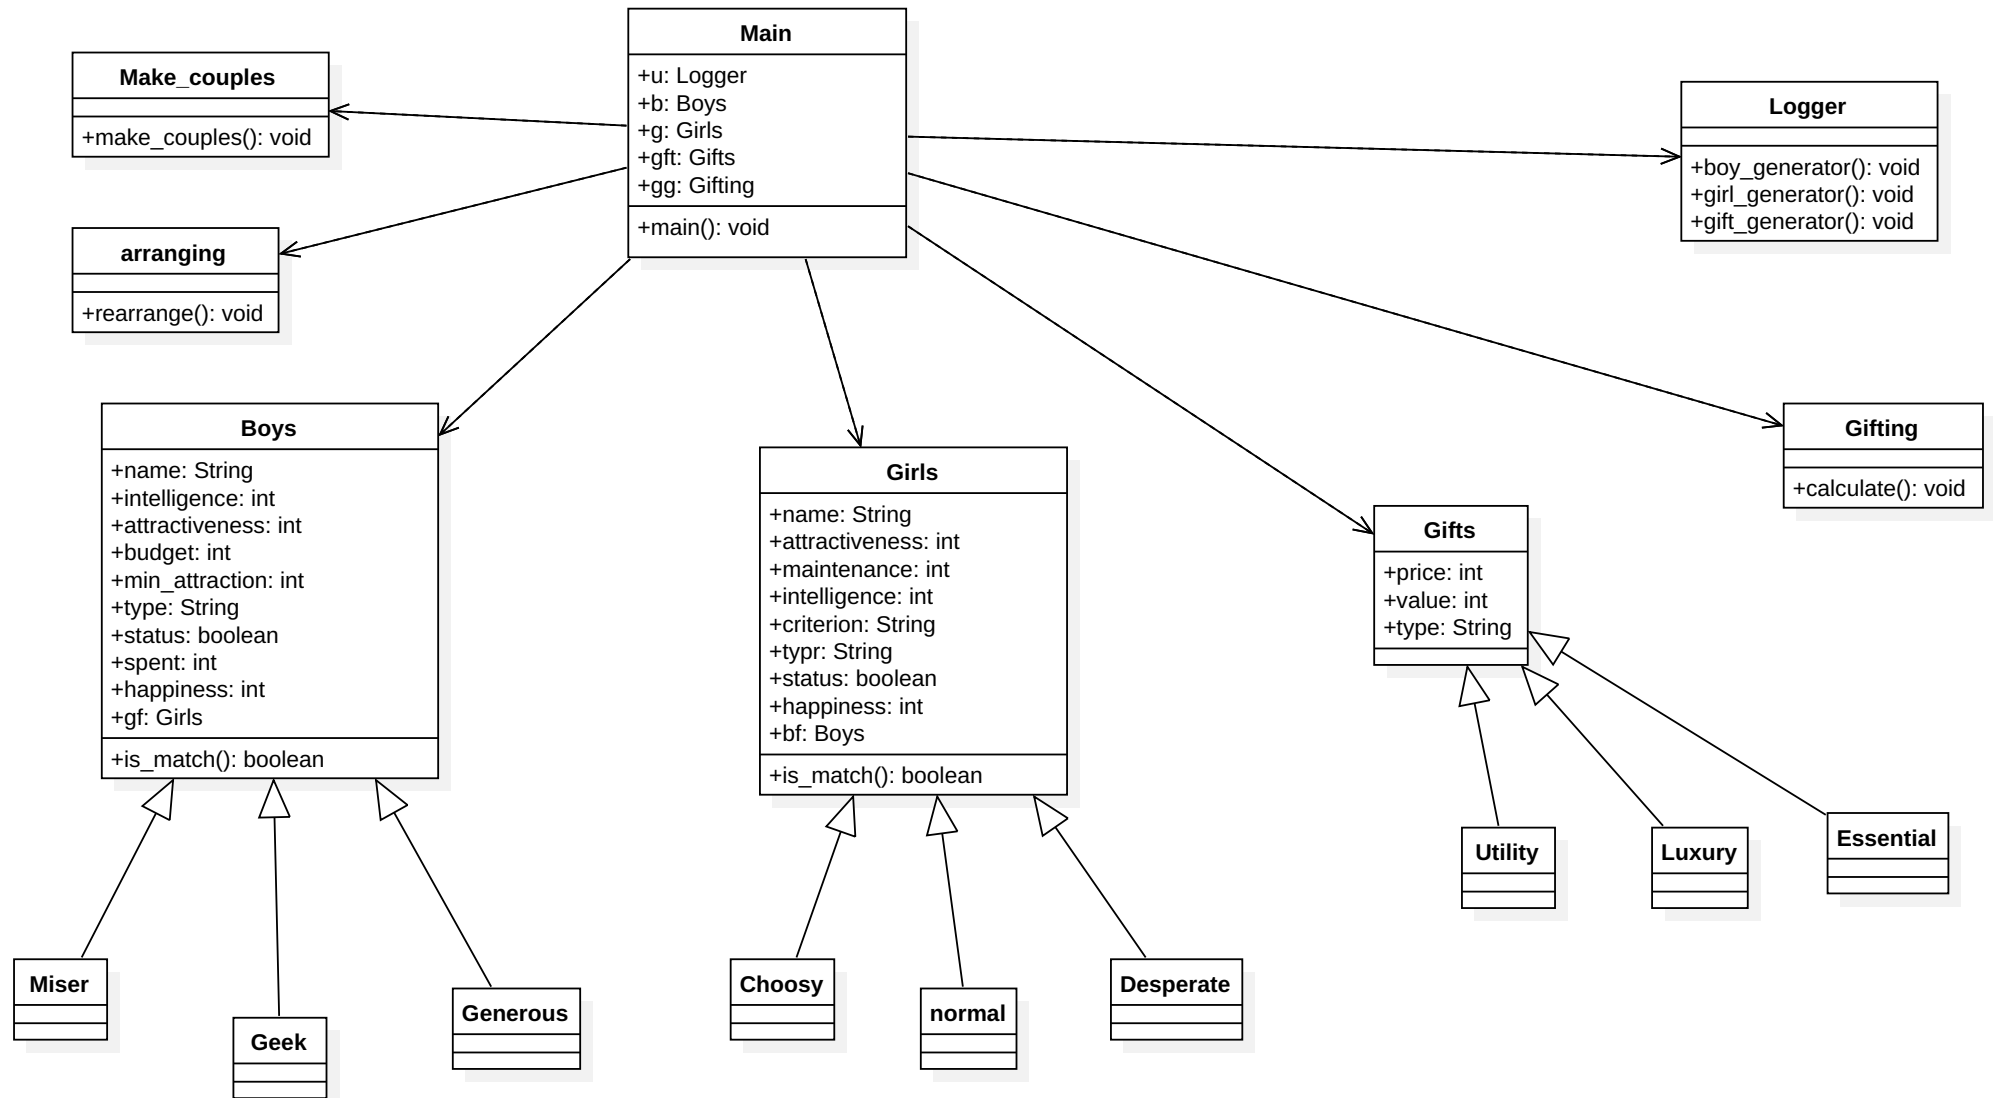 Main
+u: Logger
+b: Boys
+g: Girls
+gft: Gifts
+gg: Gifting
+main(): void
Make_couples
+make_couples(): void
Logger
+boy_generator(): void
+girl_generator(): void
+gift_generator(): void
arranging
+rearrange(): void
Boys
+name: String
+intelligence: int
+attractiveness: int
+budget: int
+min_attraction: int
+type: String
+status: boolean
+spent: int
+happiness: int
+gf: Girls
+is_match(): boolean
Girls
+name: String
+attractiveness: int
+maintenance: int
+intelligence: int
+criterion: String
+typr: String
+status: boolean
+happiness: int
+bf: Boys
+is_match(): boolean
Gifts
+price: int
+value: int
+type: String
Gifting
+calculate(): void
Miser
Geek
Generous
Choosy
normal
Desperate
Utility
Luxury
Essential